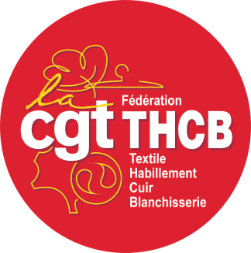 la
Fédération
cgt THCB
Textile
Habillement
Cuir
Blanchisserie